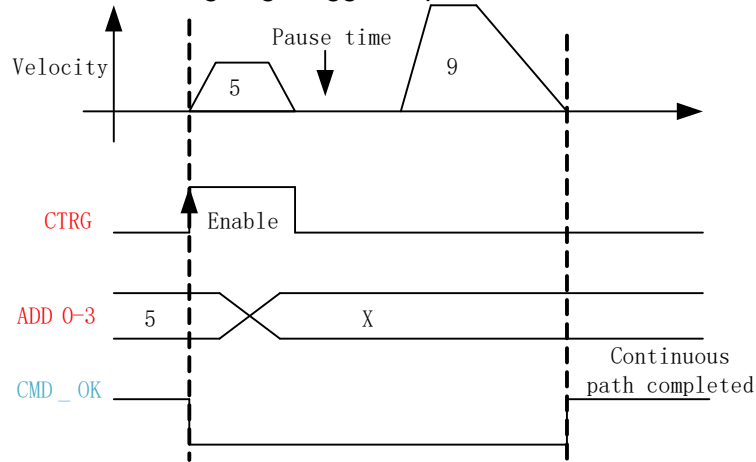 Pause time
Velocity
5
9
CTRG
Enable
ADD 0-3
5
X
CMD _ OK
Continuous
path completed